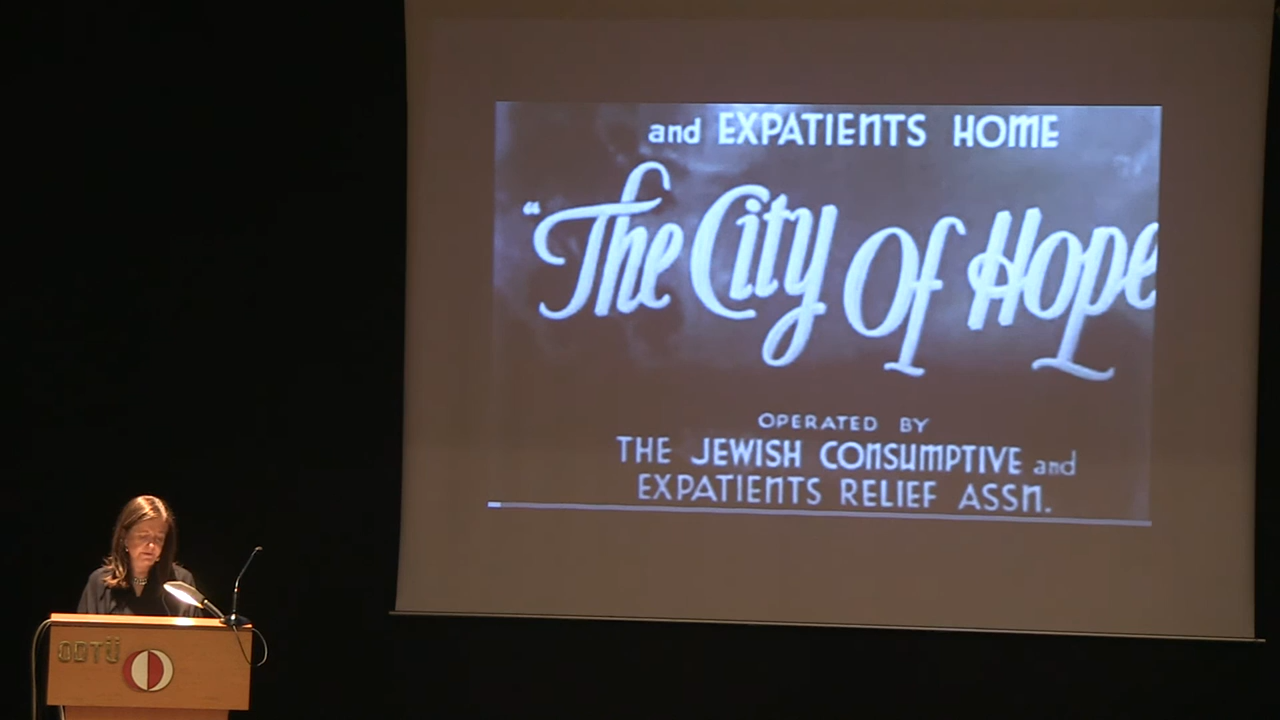 and EXPATIENTS HOME
"The City Of Hope
OPERATED BY
THE JEWISH CONSUMPTIVE and
EXPATIENTS RELIEF ASSN.
ODTÜ